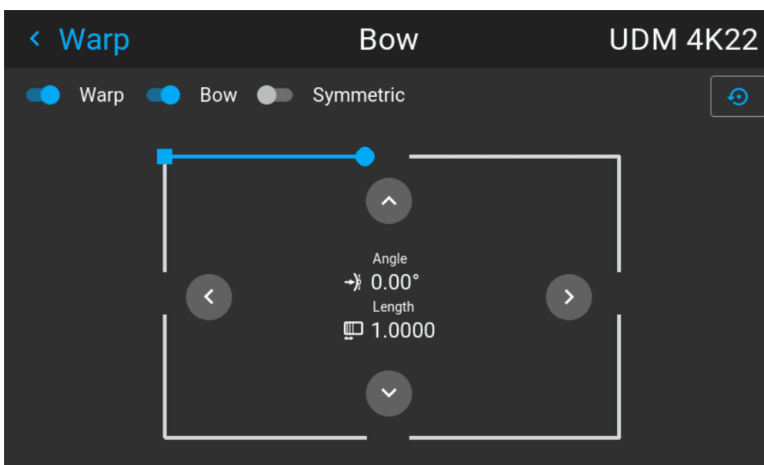 Warp Bow UDM 4K22
Warp Bow Symmetric
Angle
0.00°
Length
1.0000